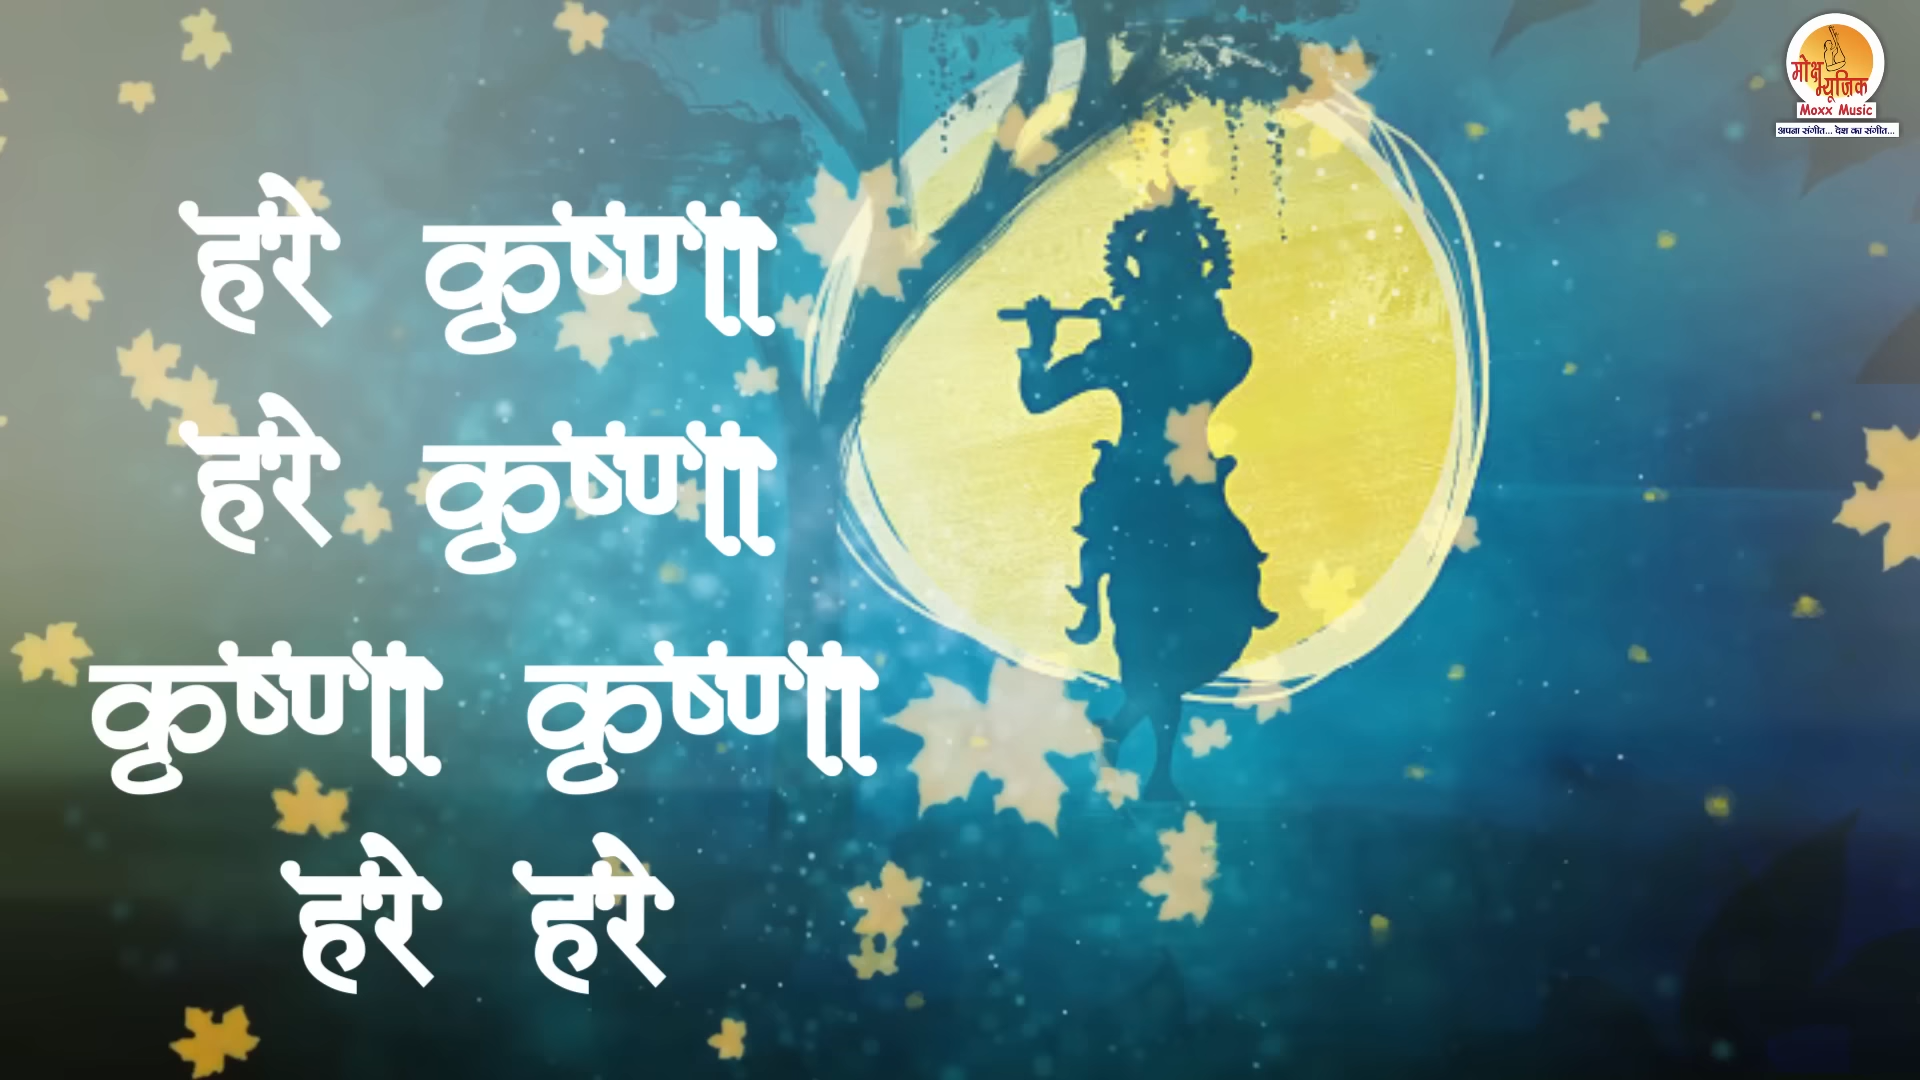 हरे कृष्णा
हरे कृष्णा
कृष्णा कृष्णा
हरे हरे
मोक्ष
म्यूज़िक
Moxx Music
अपना संगीत... देश का संगीत...